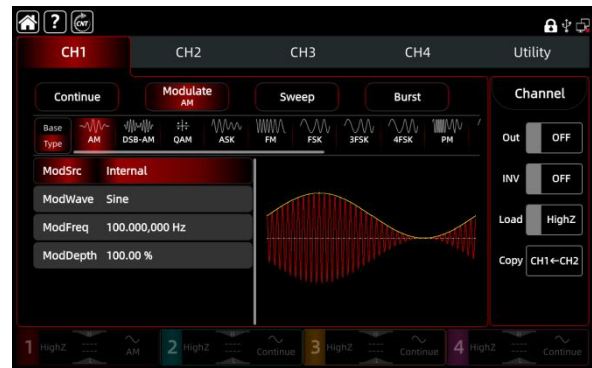 ? CNT
CH1 CH2 CH3 CH4 Utility
Continue Modulate AM Sweep Burst Channel
Base Type AM DSB-AM QAM ASK FM FSK 3FSK 4FSK PM
Out OFF
ModSrc Internal
INV OFF
ModWave Sine
Load HighZ
ModFreq 100.000,000 Hz
ModDepth 100.00 %
Copy CH1←CH2
1 HighZ AM 2 HighZ Continue 3 HighZ Continue 4 HighZ Continue